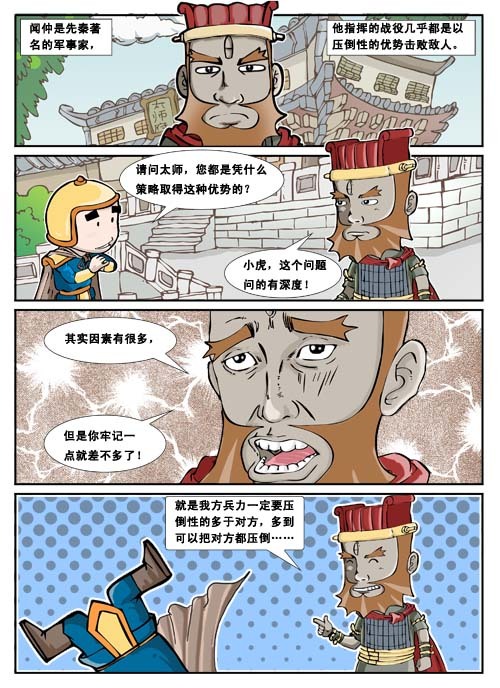 闻仲是先秦著
名的军事家，
他指挥的战役几乎都是以
压倒性的优势击败敌人。
太师府
请问太师，您都是凭什么
策略取得这种优势的？
小虎，这个问题
问的有深度！
其实因素有很多，
但是你牢记一
点就差不多了！
就是我方兵力一定要压
倒性的多于对方，多到
可以把对方都压倒……